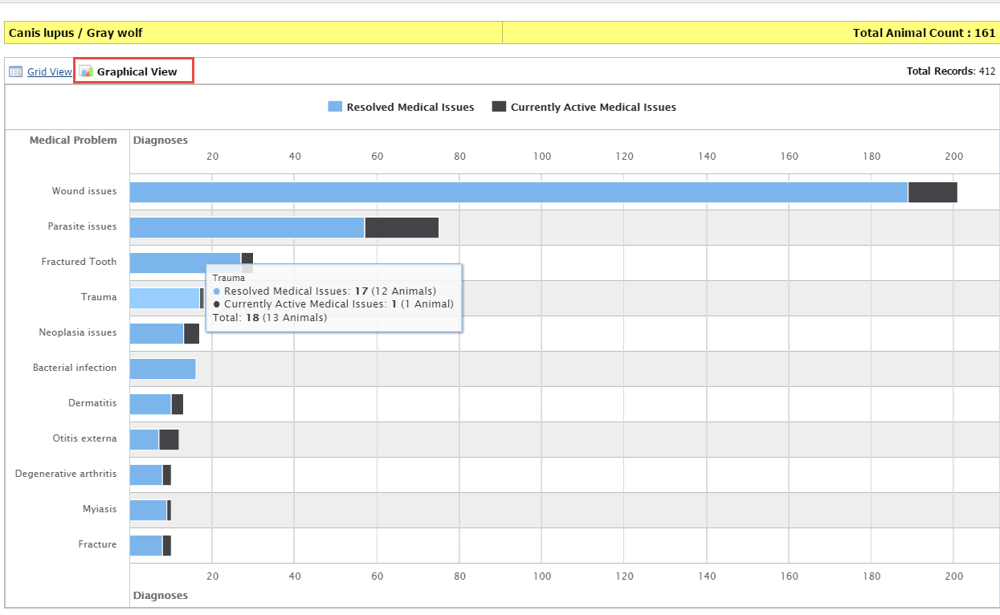 Canis lupus / Gray wolf Total Animal Count : 161
Grid View Graphical View Total Records: 412
Resolved Medical Issues Currently Active Medical Issues
Medical Problem Diagnoses
20 40 60 80 100 120 140 160 180 200
Wound issues
Parasite issues
Fractured Tooth
Trauma
Resolved Medical Issues: 17 (12 Animals)
Trauma
Currently Active Medical Issues: 1 (1 Animal)
Total: 18 (13 Animals)
Neoplasia issues
Bacterial infection
Dermatitis
Otitis externa
Degenerative arthritis
Myiasis
Fracture
20 40 60 80 100 120 140 160 180 200
Diagnoses